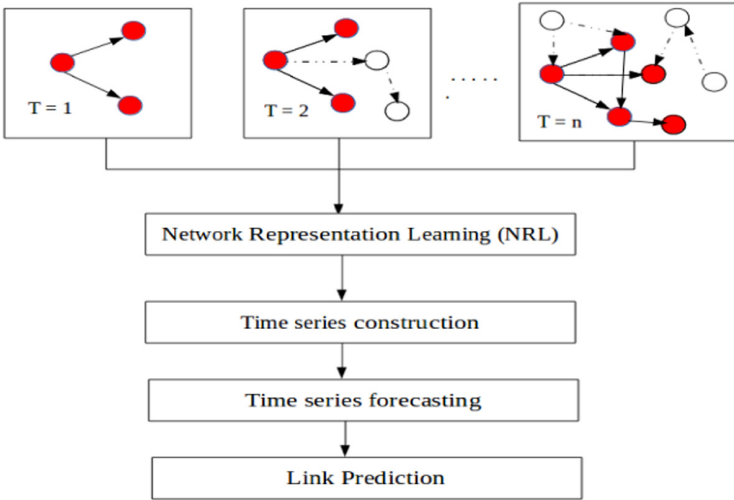 T = 1
T = 2
. . . . .
.
T = n
Network Representation Learning (NRL)
Time series construction
Time series forecasting
Link Prediction